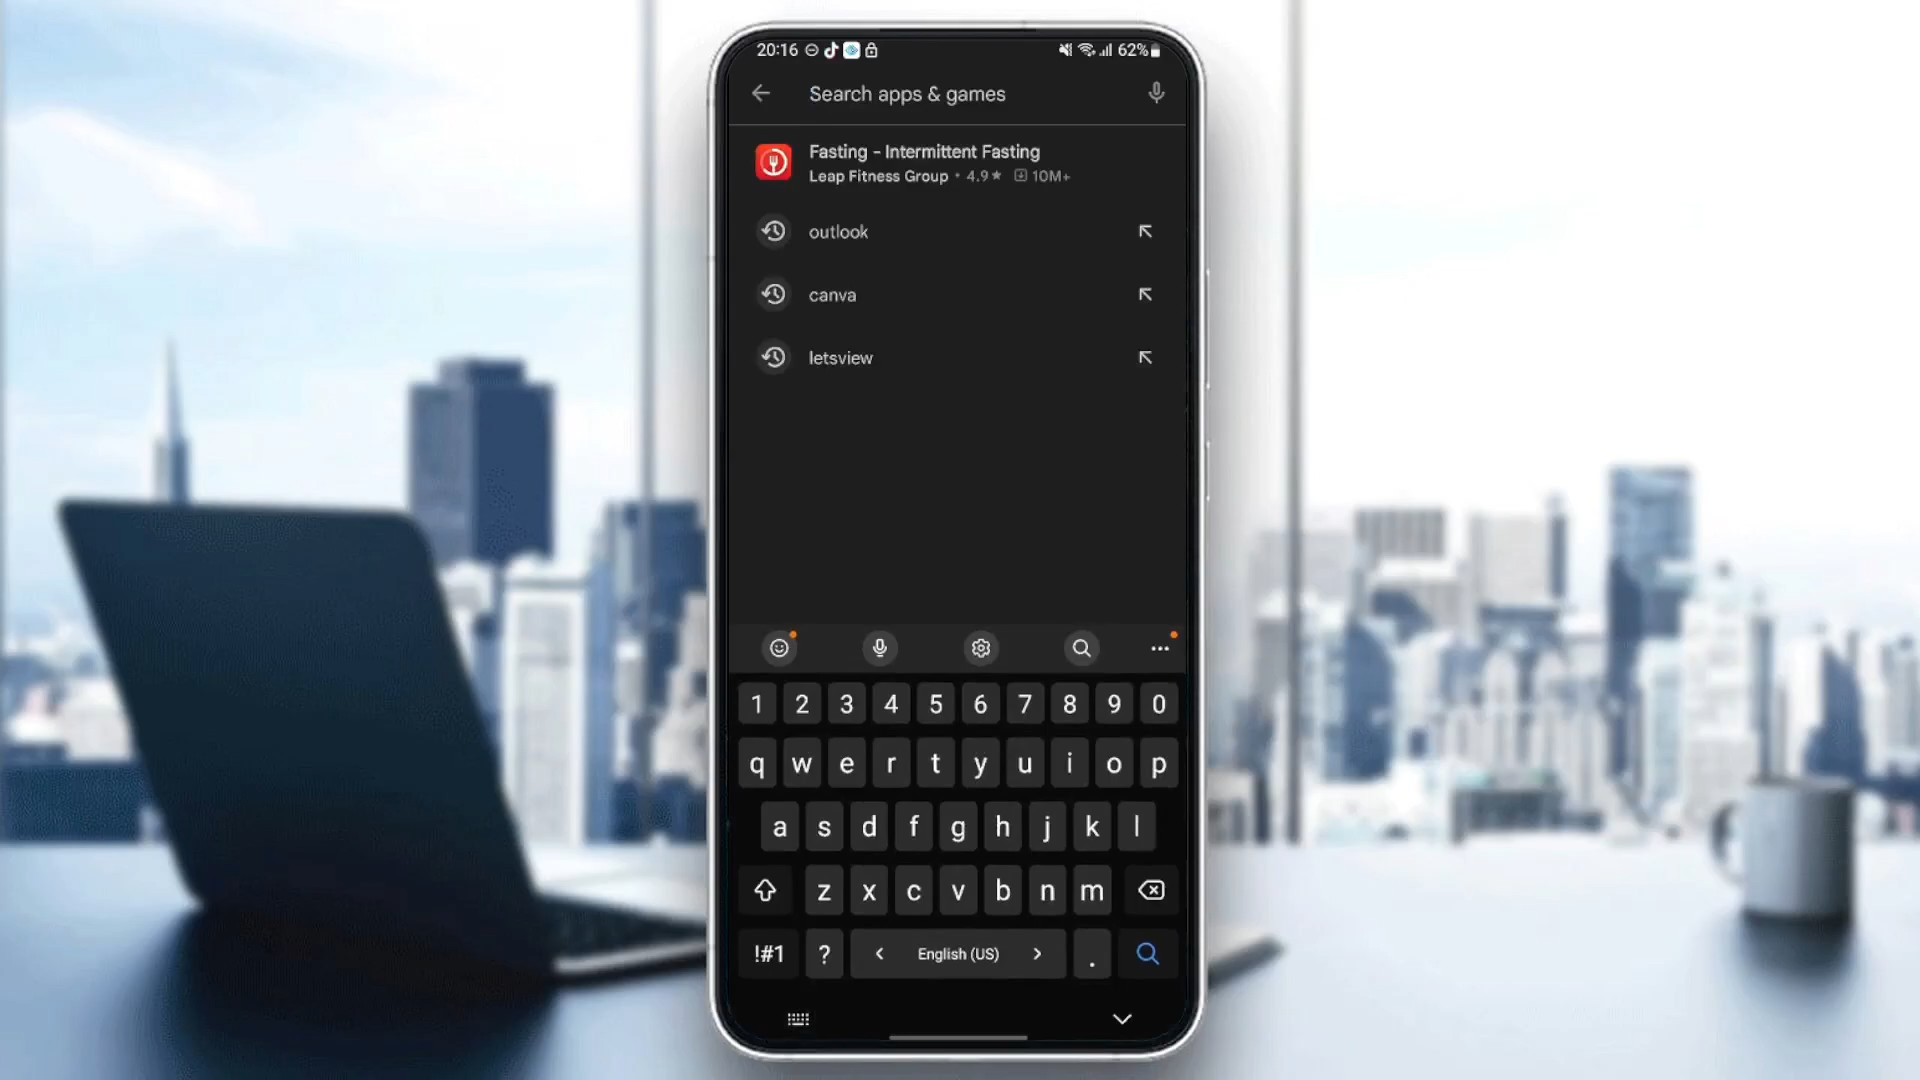 20:16 62%
Search apps & games
Fasting - Intermittent Fasting
Leap Fitness Group • 4.9★ 10M+
outlook
canva
letsview
1 2 3 4 5 6 7 8 9 0
q w e r t y u i o p
a s d f g h j k l
z x c v b n m
!#1 ? < English (US) > .